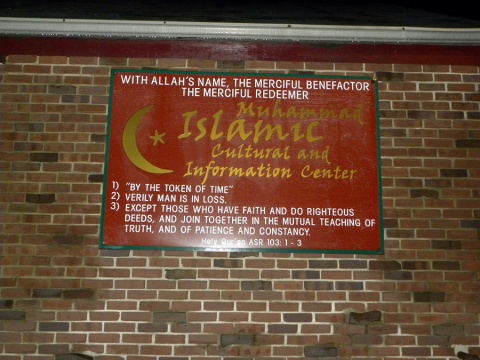 WITH ALLAH'S NAME, THE MERCIFUL BENEFACTOR
THE MERCIFUL REDEEMER
Muhammad
Islamic
Cultural and
Information Center
1) "BY THE TOKEN OF TIME"
2) VERILY MAN IS IN LOSS.
3) EXCEPT THOSE WHO HAVE FAITH AND DO RIGHTEOUS
DEEDS, AND JOIN TOGETHER IN THE MUTUAL TEACHING OF
TRUTH, AND OF PATIENCE AND CONSTANCY.
Holy Qur'an ASR 103: 1 - 3